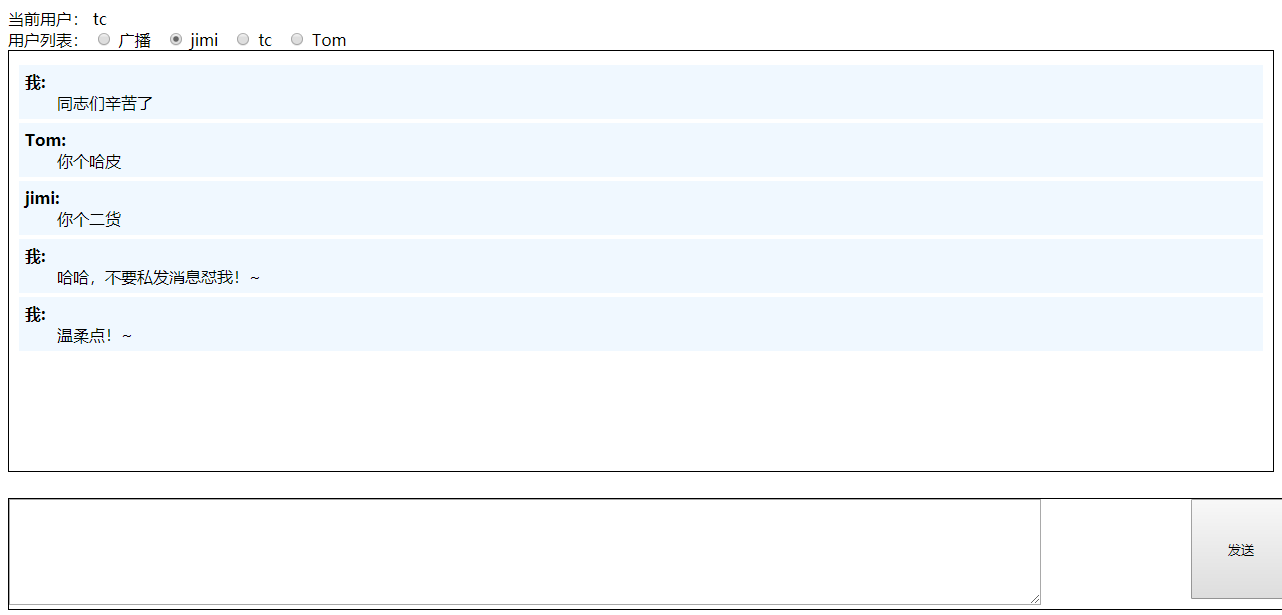 当前用户： tc
用户列表： 广播 jimi tc Tom
我:
同志们辛苦了
Tom:
你个哈皮
jimi:
你个二货
我:
哈哈，不要私发消息怼我！~
我:
温柔点！~
发送